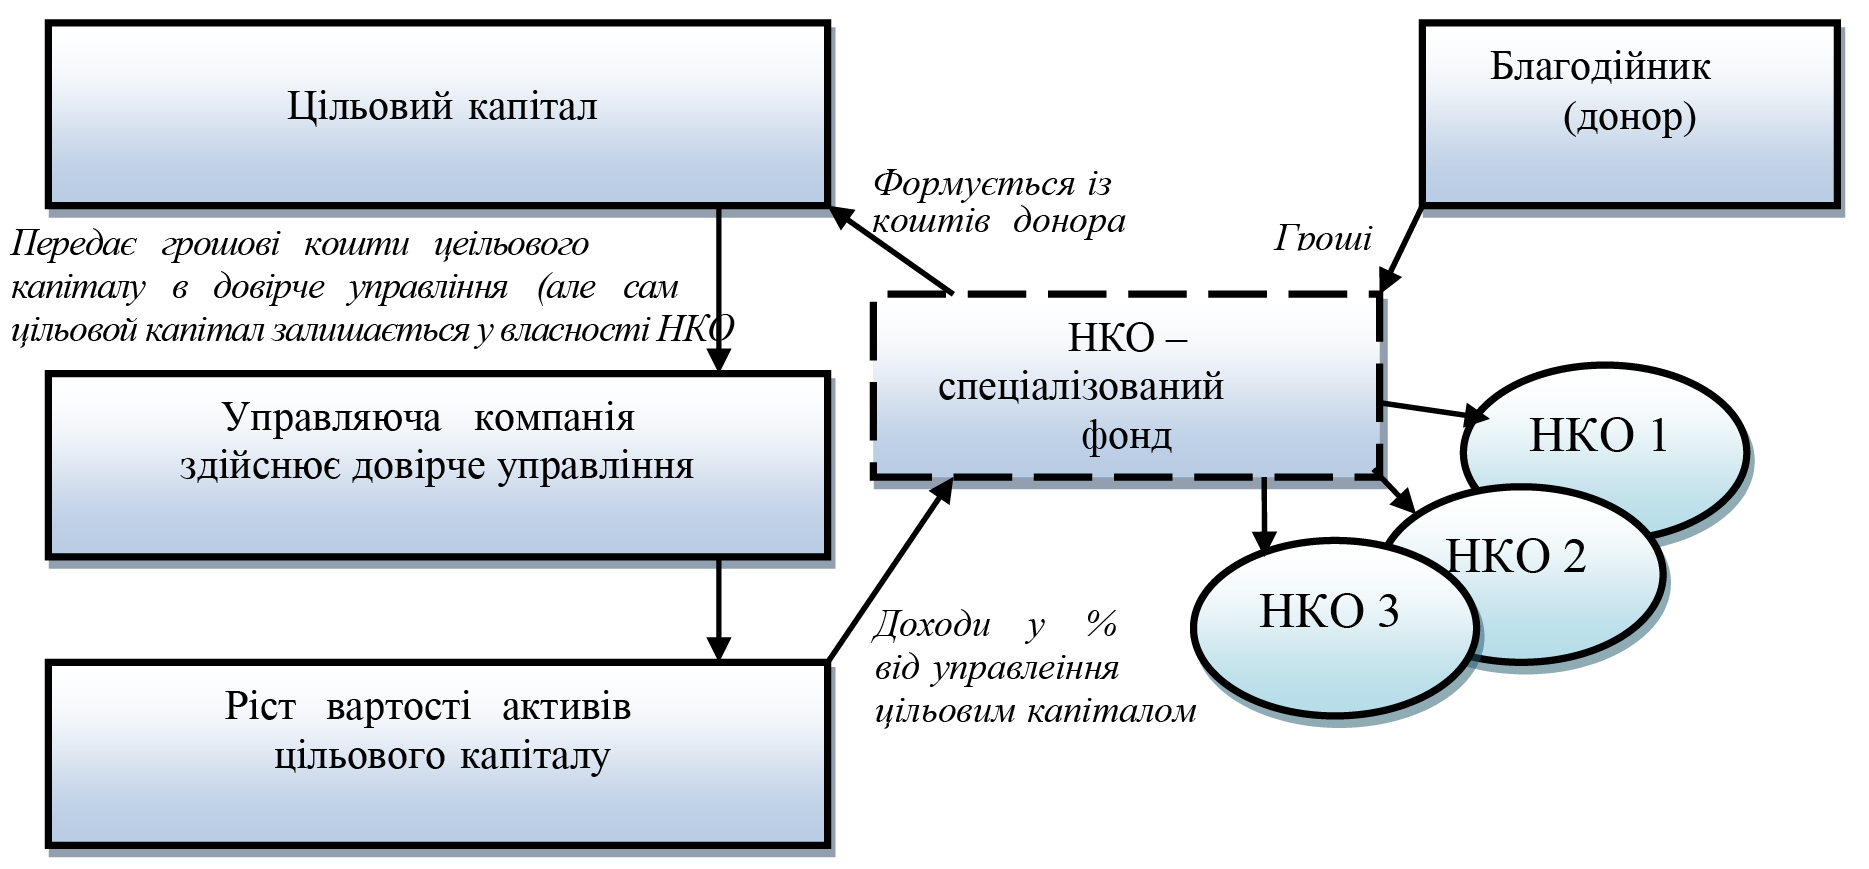 Цільовий капітал
Благодійник
(донор)
Формується із
коштів донора
Гроші
Передає грошові кошти цеільового
капіталу в довірче управління (але сам
цільовой капітал залишається у власності НКО
НКО –
спеціалізований
фонд
Управляюча компанія
здійснює довірче управління
НКО 1
НКО 2
НКО 3
Доходи у %
від управлеіння
цільовим капіталом
Ріст вартості активів
цільового капіталу